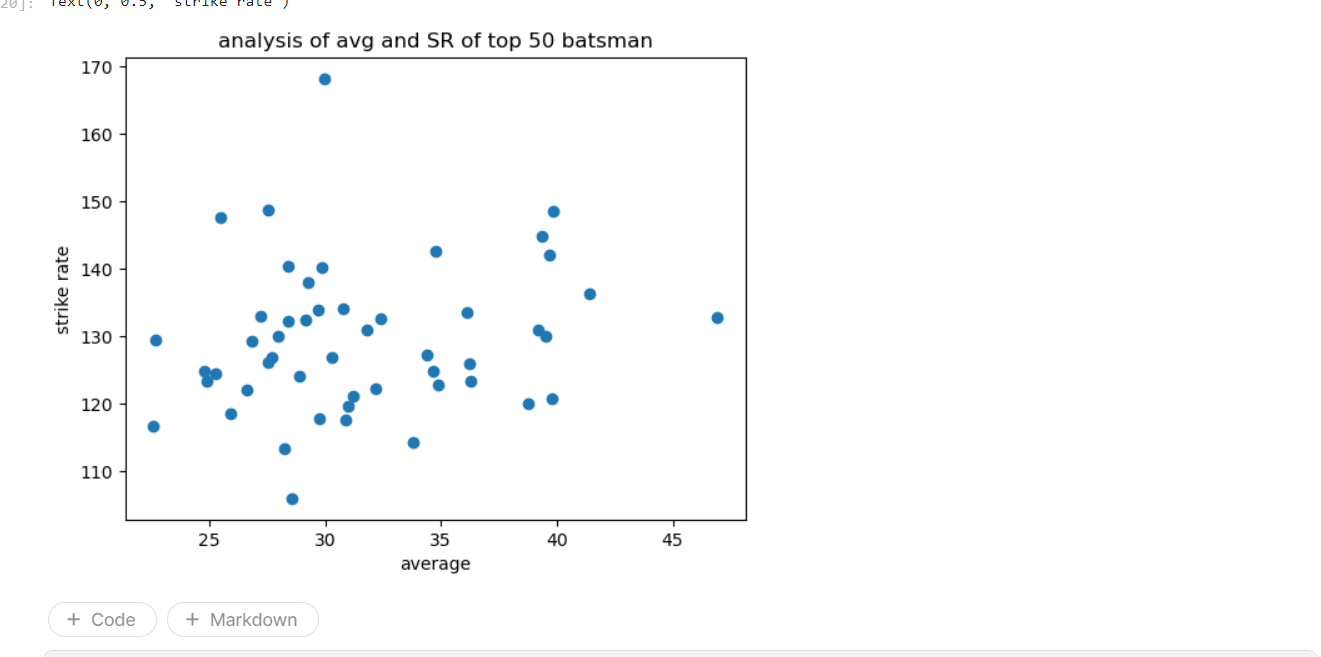 20]: Text(0, 0.5, 'strike rate')
analysis of avg and SR of top 50 batsman
170
160
150
140
130
120
110
strike rate
25 30 35 40 45
average
+ Code + Markdown